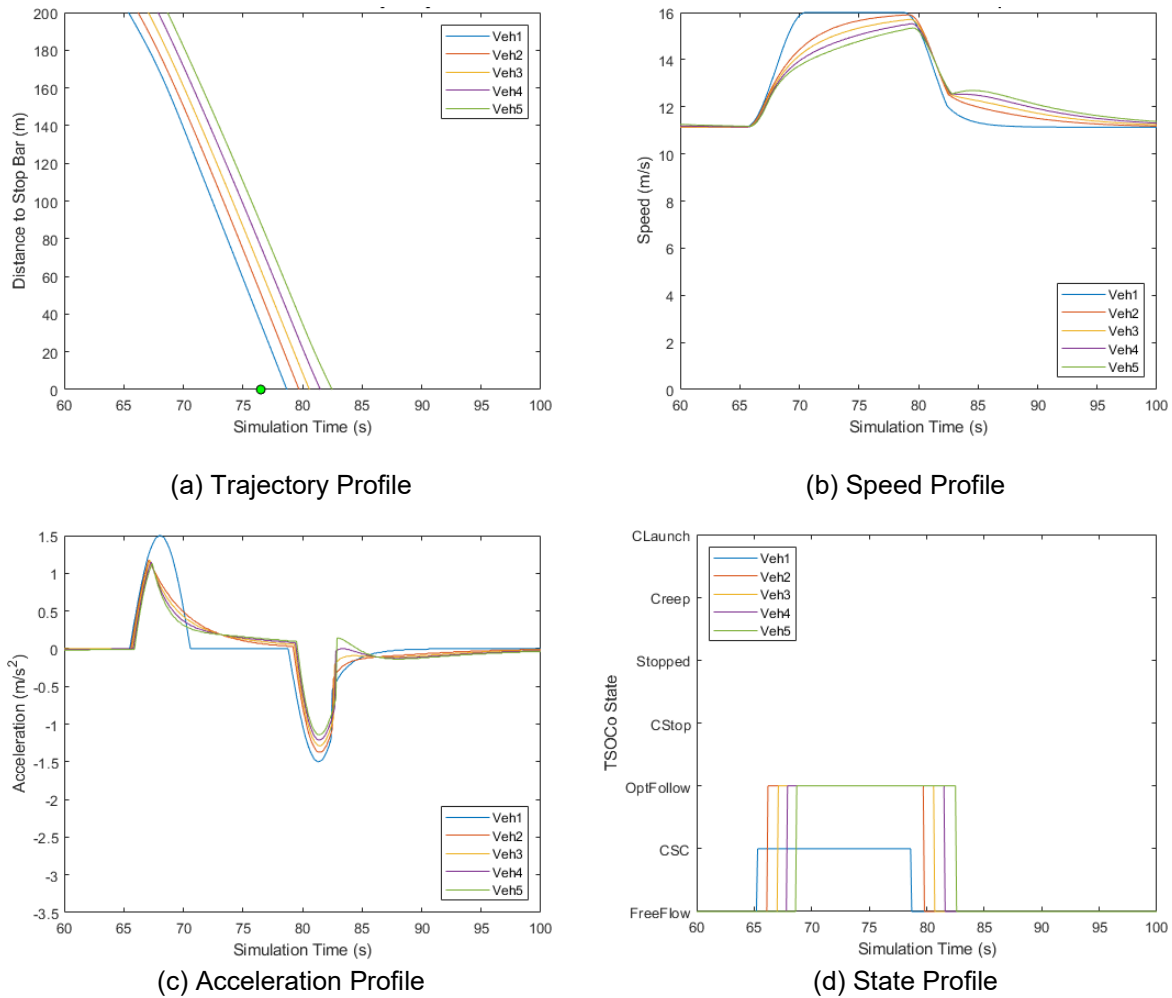 200
180
160
140
120
100
80
60
40
20
0
Distance to Stop Bar (m)
60 65 70 75 80 85 90 95 100
Simulation Time (s)
Veh1
Veh2
Veh3
Veh4
Veh5
(a) Trajectory Profile
16
14
12
10
8
6
4
2
0
Speed (m/s)
60 65 70 75 80 85 90 95 100
Simulation Time (s)
Veh1
Veh2
Veh3
Veh4
Veh5
(b) Speed Profile
1.5
1
0.5
0
-0.5
-1
-1.5
-2
-2.5
-3
-3.5
Acceleration (m/s²)
60 65 70 75 80 85 90 95 100
Simulation Time (s)
Veh1
Veh2
Veh3
Veh4
Veh5
(c) Acceleration Profile
CLaunch
Creep
Stopped
CStop
OptFollow
CSC
FreeFlow
TSOCo State
60 65 70 75 80 85 90 95 100
Simulation Time (s)
Veh1
Veh2
Veh3
Veh4
Veh5
(d) State Profile